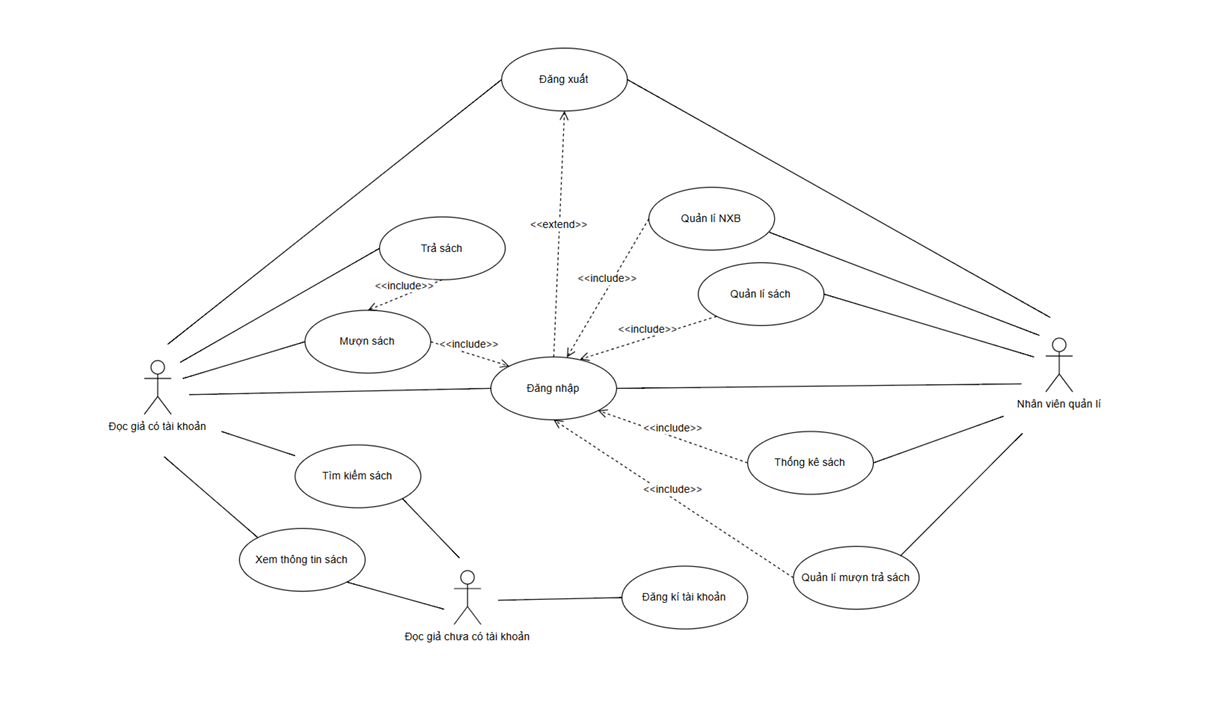 Đăng xuất
Quản lí NXB
<<extend>>
Trả sách
<<include>>
<<include>>
Quản lí sách
<<include>>
Mượn sách
<<include>>
Đăng nhập
Nhân viên quản lí
Đọc giả có tài khoản
<<include>>
Thống kê sách
Tìm kiếm sách
<<include>>
Xem thông tin sách
Quản lí mượn trả sách
Đăng kí tài khoản
Đọc giả chưa có tài khoản